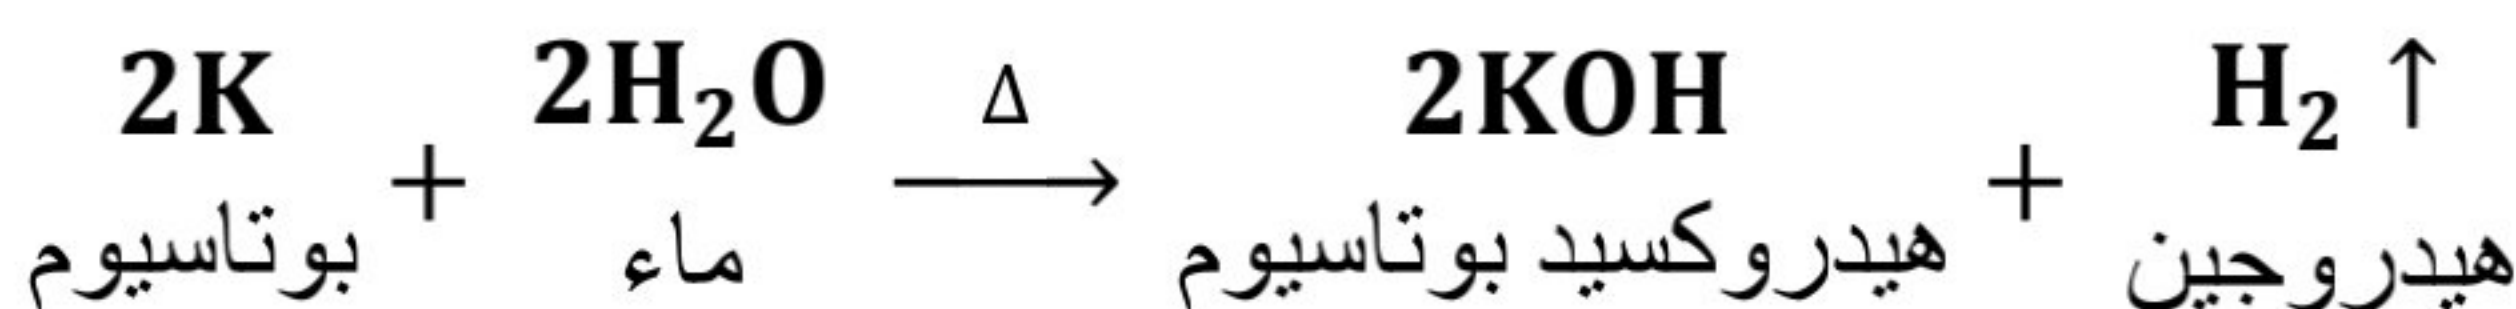 2K + 2H₂O Δ⟶ 2KOH + H₂ ↑
بوتاسيوم ماء هيدروكسيد بوتاسيوم هيدروجين